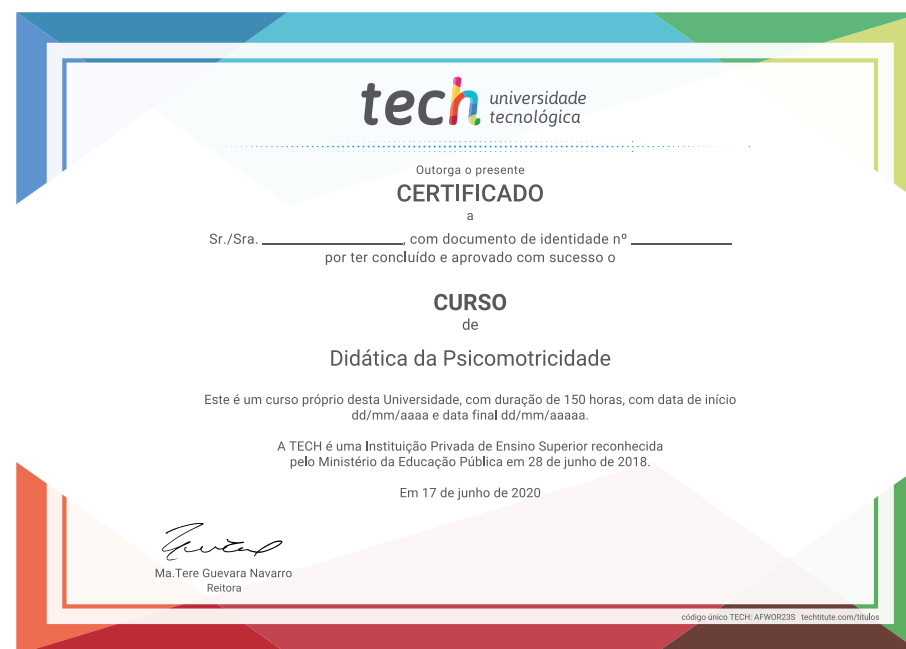 tech universidade
tecnológica
Outorga o presente
CERTIFICADO
a
Sr./Sra. ____________________, com documento de identidade nº ______________
por ter concluído e aprovado com sucesso o
CURSO
de
Didática da Psicomotricidade
Este é um curso próprio desta Universidade, com duração de 150 horas, com data de início
dd/mm/aaaa e data final dd/mm/aaaaa.
A TECH é uma Instituição Privada de Ensino Superior reconhecida
pelo Ministério da Educação Pública em 28 de junho de 2018.
Em 17 de junho de 2020
Ma.Tere Guevara Navarro
Reitora
código único TECH: AFWOR23S techtitute.com/titulos